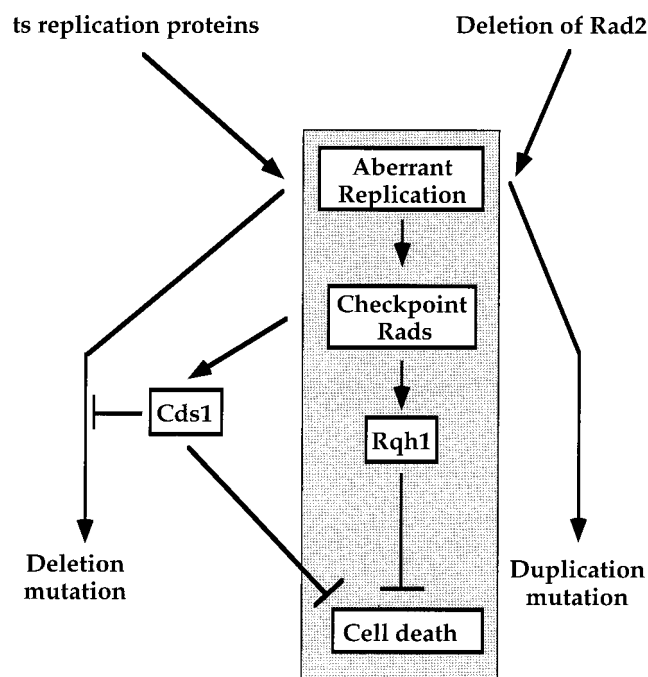 ts replication proteins
Deletion of Rad2
Aberrant
Replication
Checkpoint
Rads
Cds1
Rqh1
Deletion
mutation
Duplication
mutation
Cell death